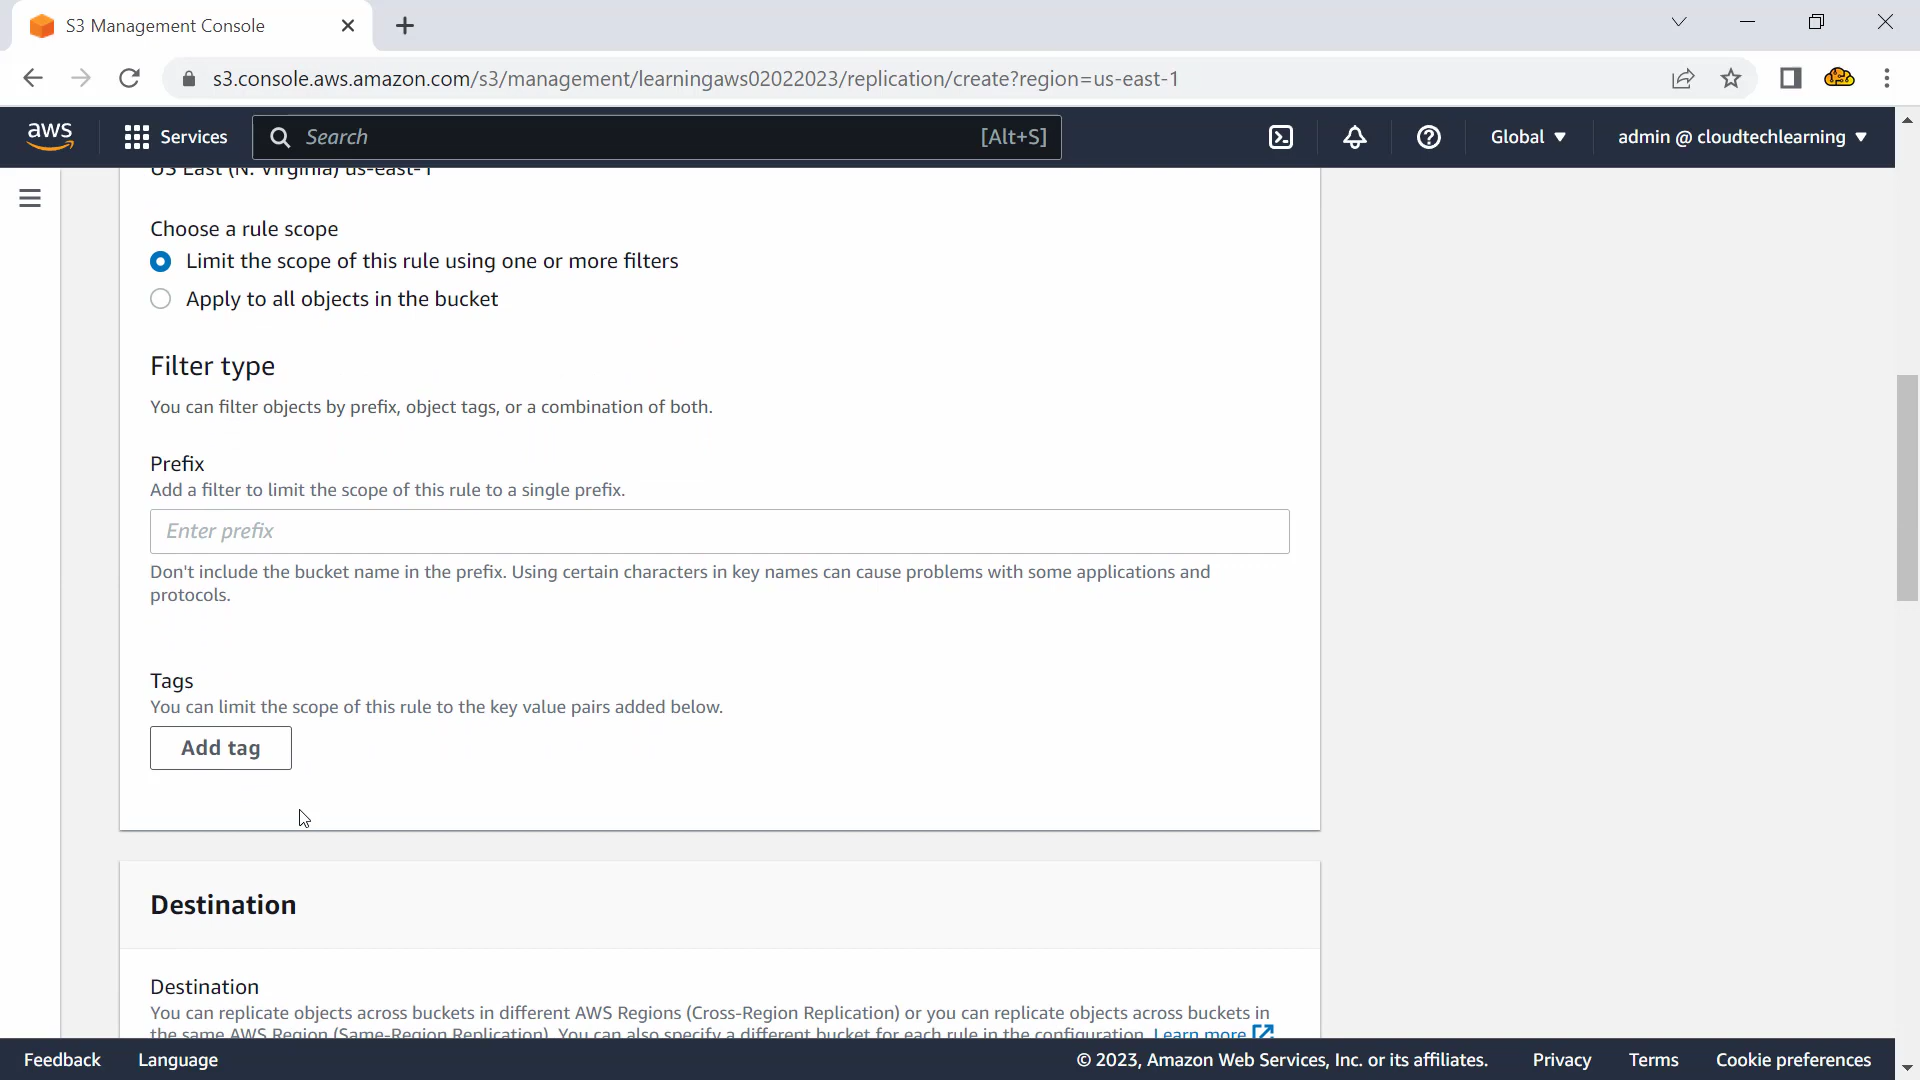 S3 Management Console
s3.console.aws.amazon.com/s3/management/learningaws02022023/replication/create?region=us-east-1
aws
Services
Search
[Alt+S]
Global
admin @ cloudtechlearning
US East (N. Virginia) us-east-1
Choose a rule scope
Limit the scope of this rule using one or more filters
Apply to all objects in the bucket
Filter type
You can filter objects by prefix, object tags, or a combination of both.
Prefix
Add a filter to limit the scope of this rule to a single prefix.
Enter prefix
Don't include the bucket name in the prefix. Using certain characters in key names can cause problems with some applications and
protocols.
Tags
You can limit the scope of this rule to the key value pairs added below.
Add tag
Destination
Destination
You can replicate objects across buckets in different AWS Regions (Cross-Region Replication) or you can replicate objects across buckets in
the same AWS Region (Same-Region Replication). You can also specify a different bucket for each rule in the configuration. Learn more
Feedback
Language
© 2023, Amazon Web Services, Inc. or its affiliates.
Privacy
Terms
Cookie preferences